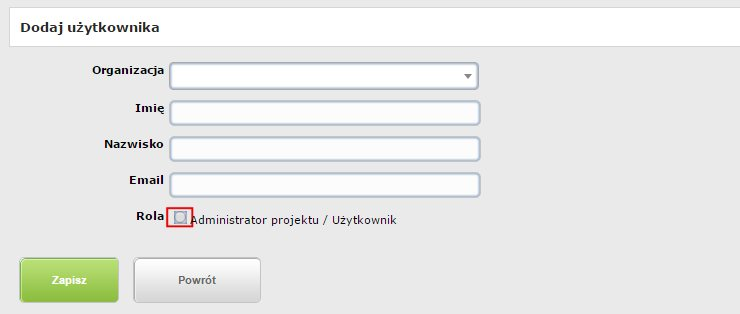 Dodaj użytkownika
Organizacja
Imię
Nazwisko
Email
Rola Administrator projektu / Użytkownik
Zapisz Powrót